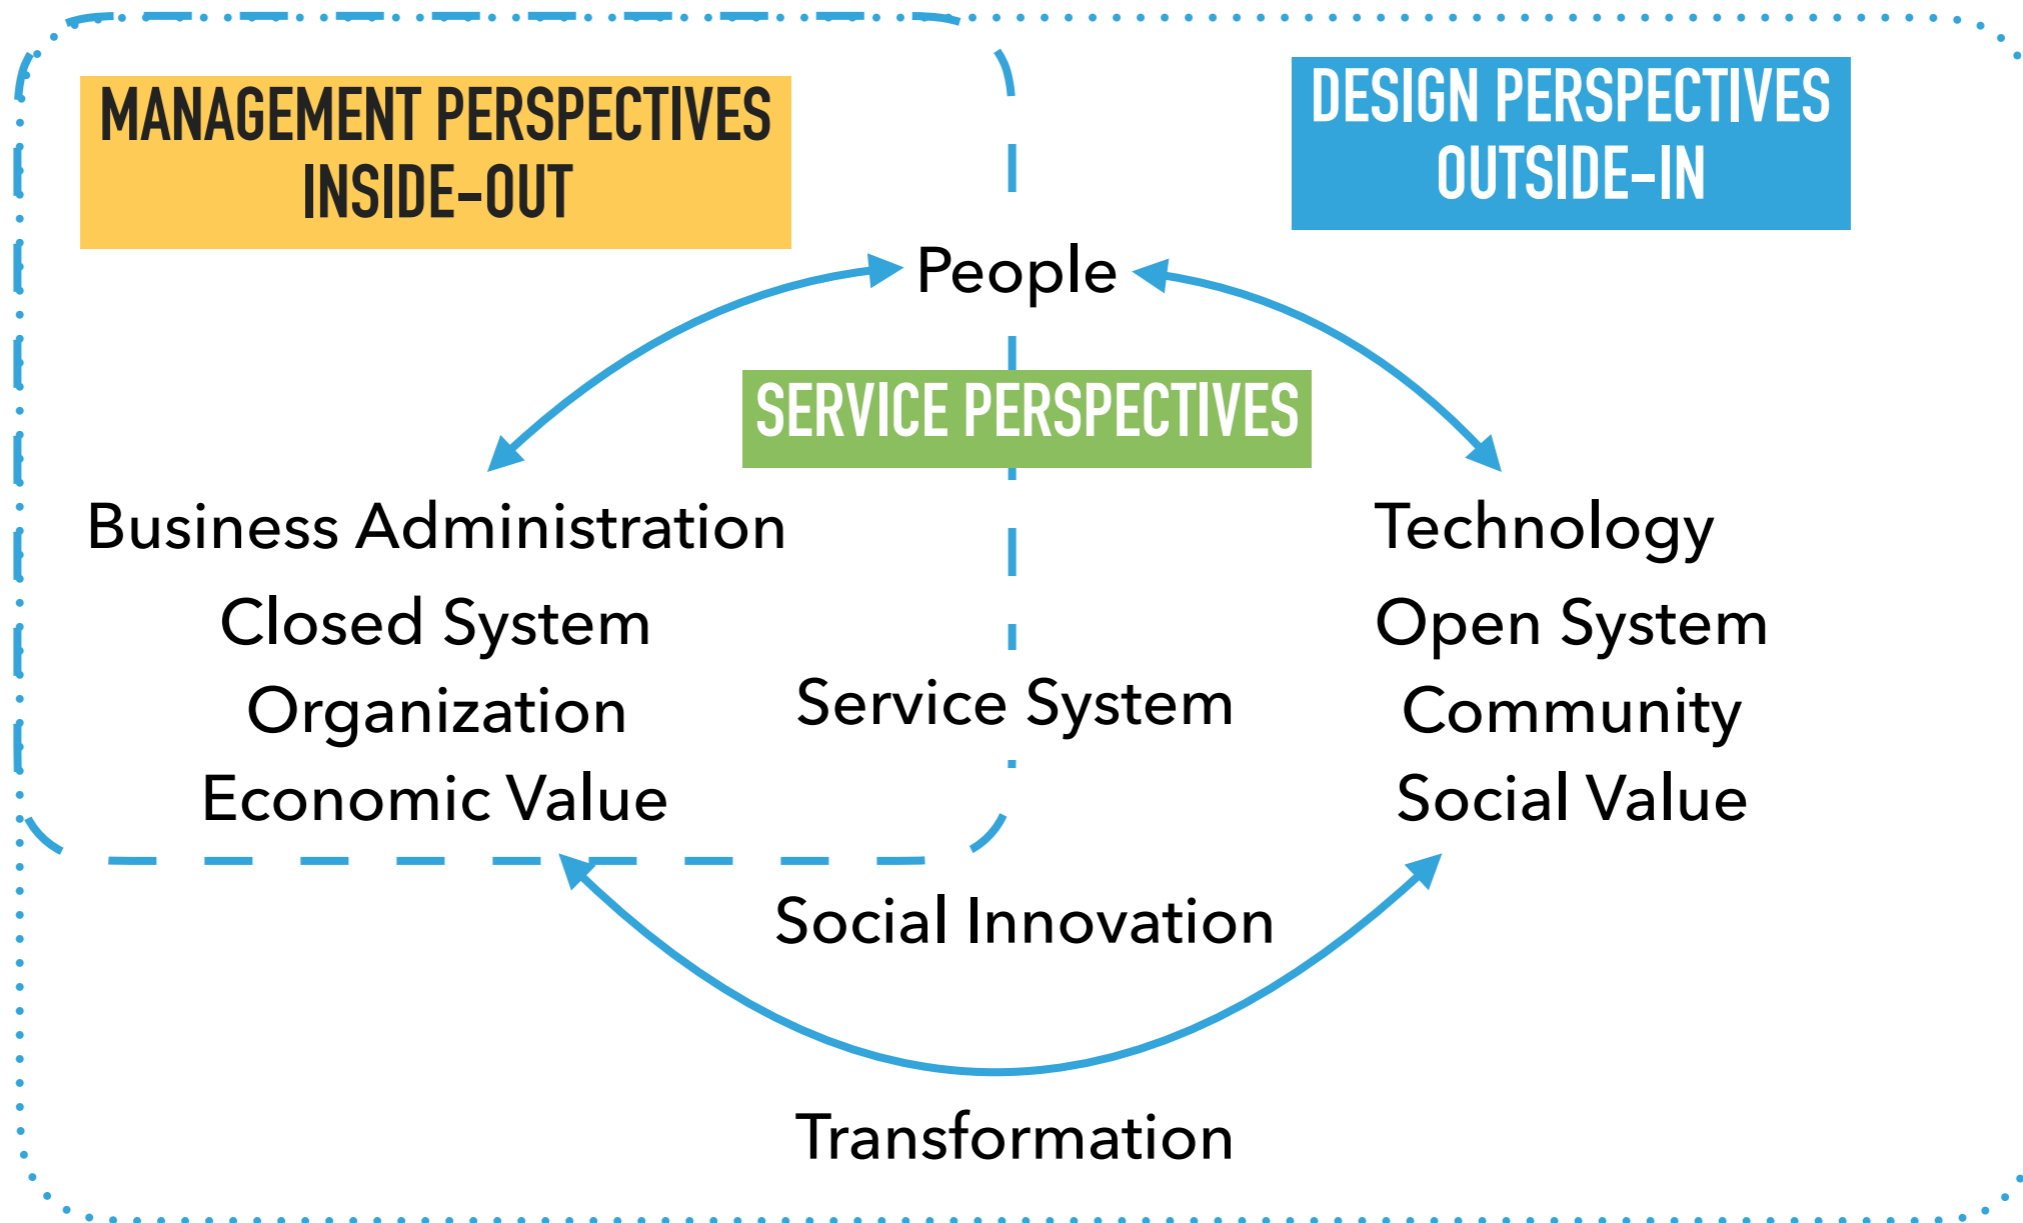 MANAGEMENT PERSPECTIVES
INSIDE-OUT
DESIGN PERSPECTIVES
OUTSIDE-IN
People
SERVICE PERSPECTIVES
Business Administration
Closed System
Organization
Economic Value
Service System
Technology
Open System
Community
Social Value
Social Innovation
Transformation